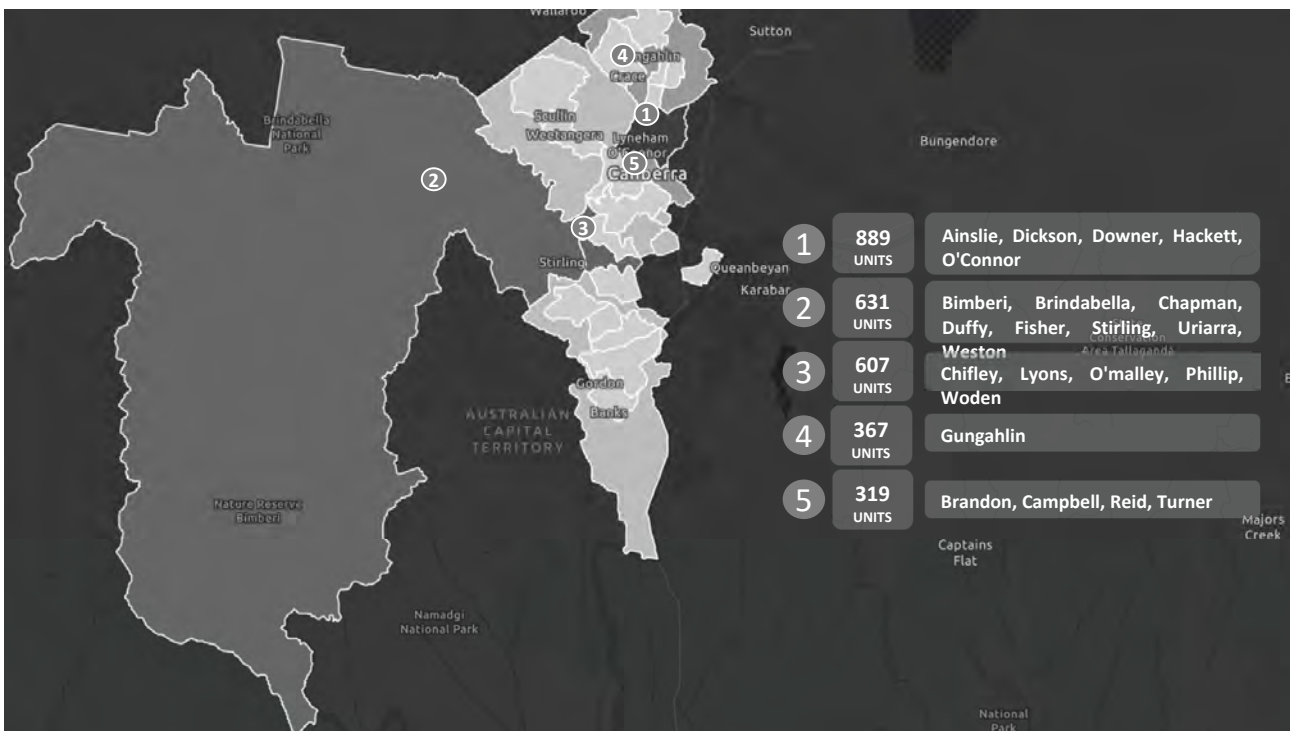 Wallaroo
Sutton
4
ngahlin
Crace
1
Brindabella
National
Park
Scullin
Weetangera
Lyneham
O'Connor
5
Canberra
Bungendore
2
3
Stirling
Queanbeyan
Karabar
1
889
UNITS
Ainslie, Dickson, Downer, Hackett,
O'Connor
2
631
UNITS
Bimberi, Brindabella, Chapman,
Duffy, Fisher, Stirling, Uriarra,
Weston
Conservation
Area Tallaganda
3
607
UNITS
Chifley, Lyons, O'malley, Phillip,
Woden
4
367
UNITS
Gungahlin
5
319
UNITS
Brandon, Campbell, Reid, Turner
Gordon
Banks
AUSTRALIAN
CAPITAL
TERRITORY
Nature Reserve
Bimberi
Majors
Creek
Captains
Flat
Namadgi
National Park
National
Park